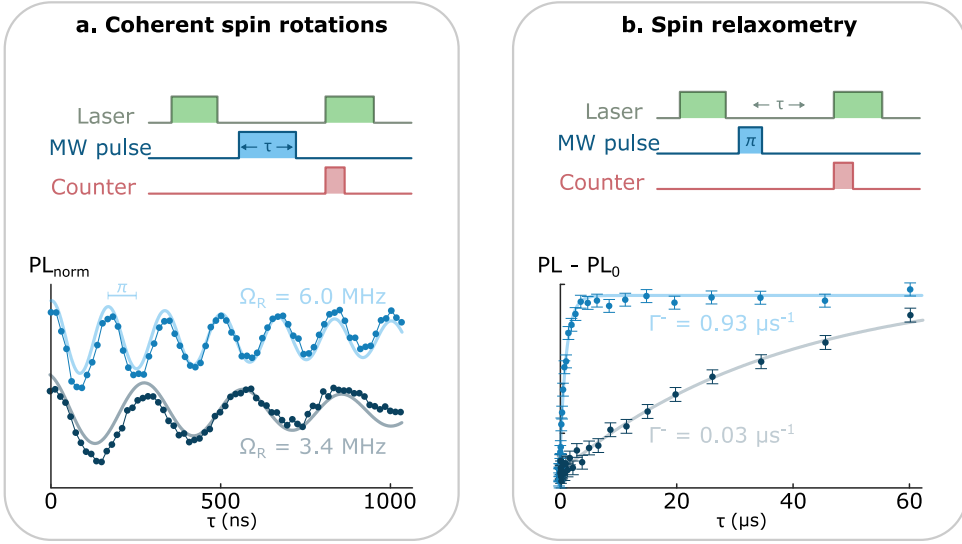 a. Coherent spin rotations
Laser
MW pulse
← τ →
Counter
PLnorm
π
Ω_R = 6.0 MHz
Ω_R = 3.4 MHz
0
500
1000
τ (ns)
b. Spin relaxometry
Laser
← τ →
MW pulse
π
Counter
PL - PL₀
Γ⁻ = 0.93 μs⁻¹
Γ⁻ = 0.03 μs⁻¹
0
20
40
60
τ (μs)